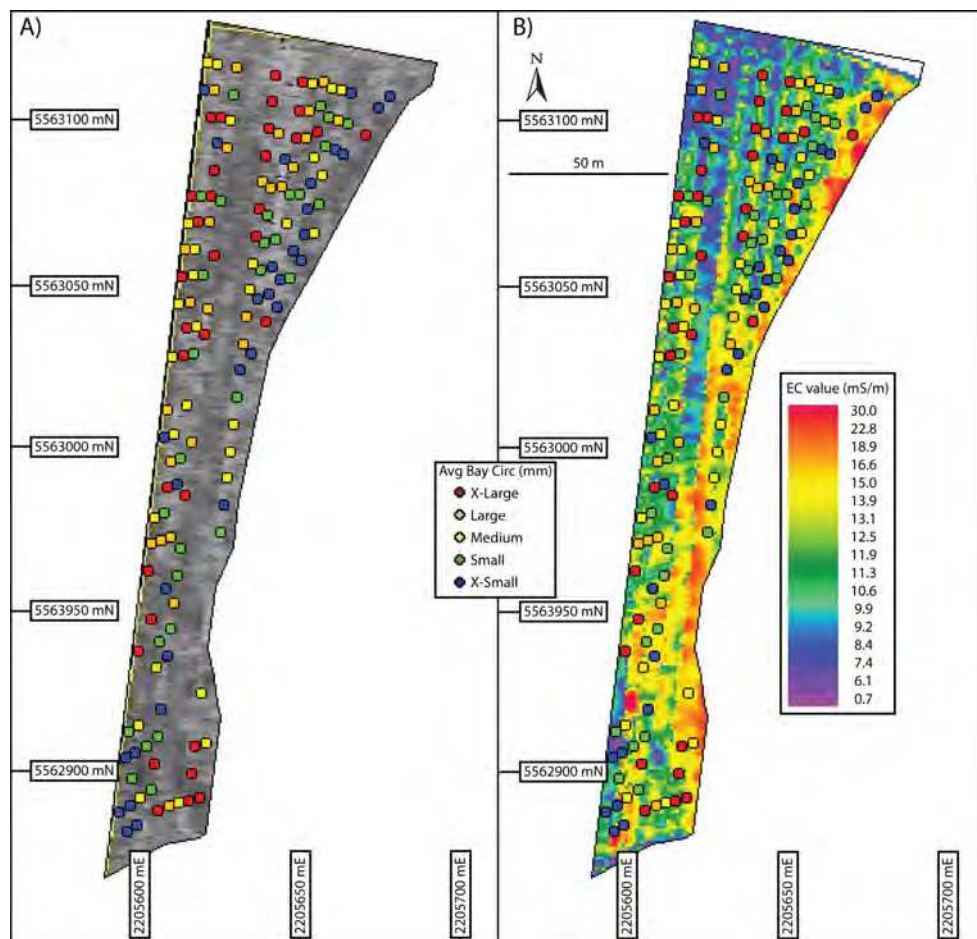 A)
B)
N
5563100 mN
5563100 mN
50 m
5563050 mN
5563050 mN
EC value (mS/m)
30.0
22.8
18.9
16.6
15.0
13.9
13.1
12.5
11.9
11.3
10.6
9.9
9.2
8.4
7.4
6.1
0.7
5563000 mN
5563000 mN
Avg Bay Circ (mm)
X-Large
Large
Medium
Small
X-Small
5563950 mN
5563950 mN
5562900 mN
5562900 mN
2205600 mE
2205650 mE
2205700 mE
2205600 mE
2205650 mE
2205700 mE